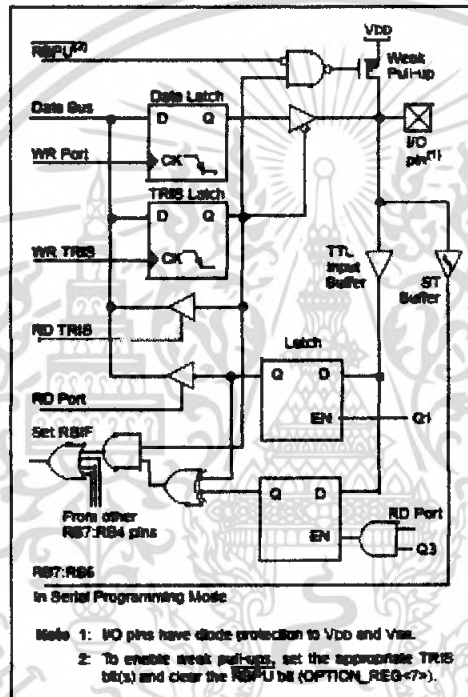 RBPU(2)
VDD
Weak
Pull-up
Data Bus
Data Latch
D Q
WR Port
CK
I/O
pin(1)
TRIS Latch
D Q
WR TRIS
CK
TTL
Input
Buffer
ST
Buffer
RD TRIS
Latch
Q D
RD Port
EN
Q1
Set RBIF
Q D
From other
RB7:RB4 pins
RD Port
EN
Q3
RB7:RB6
In Serial Programming Mode
Note 1: I/O pins have diode protection to VDD and VSS.
2: To enable weak pull-ups, set the appropriate TRIS
bit(s) and clear the RBPU bit (OPTION_REG<7>).